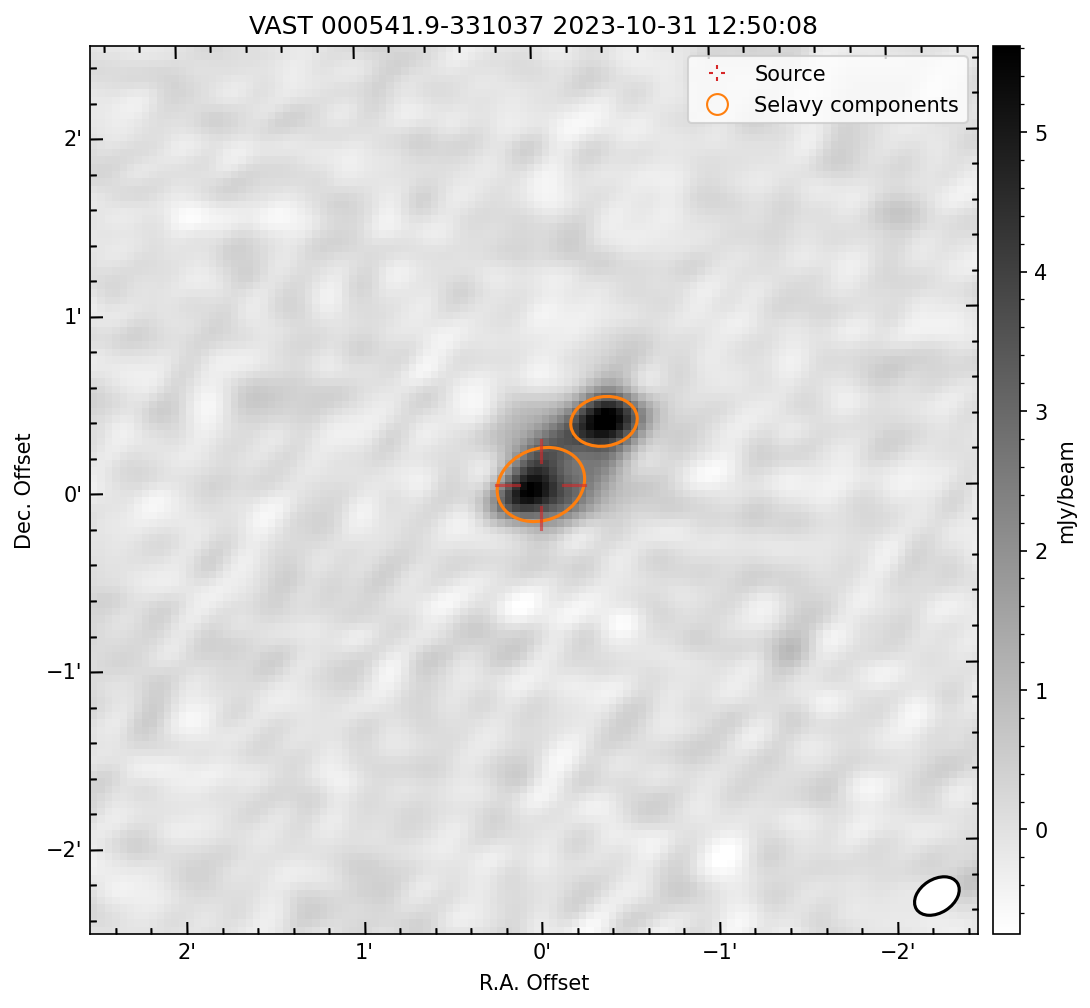 VAST 000541.9-331037 2023-10-31 12:50:08
Source
Selavy components
2'
1'
0'
−1'
−2'
Dec. Offset
2'
1'
0'
−1'
−2'
R.A. Offset
5
4
3
2
1
0
mJy/beam